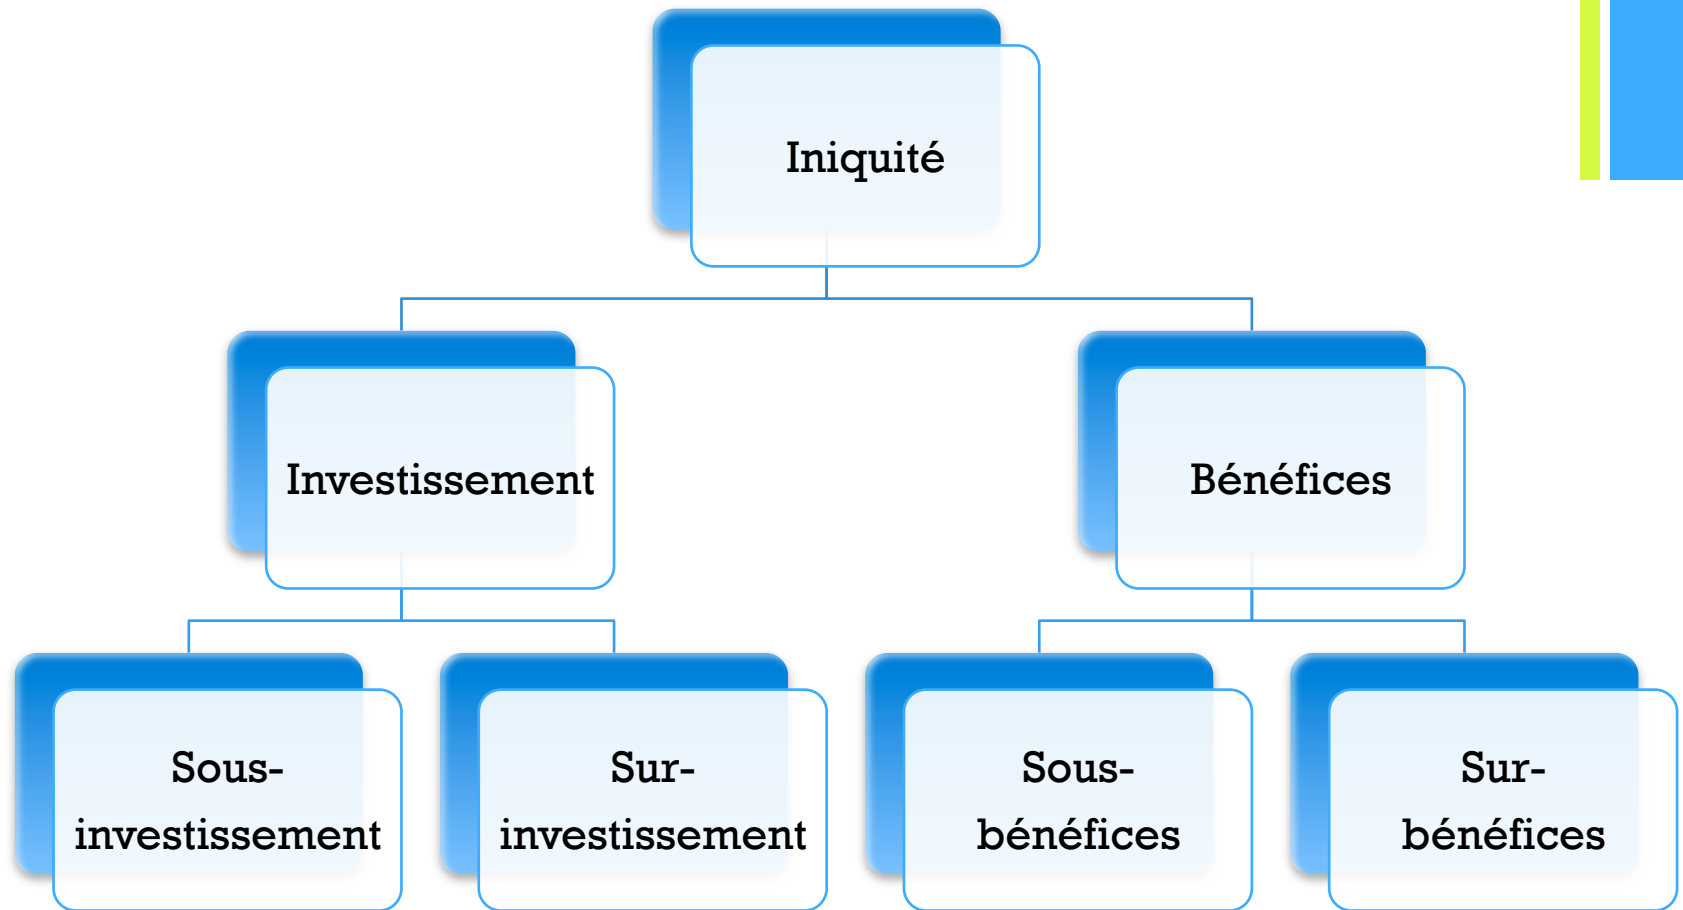 Iniquité
Investissement
Bénéfices
Sous-
investissement
Sur-
investissement
Sous-
bénéfices
Sur-
bénéfices